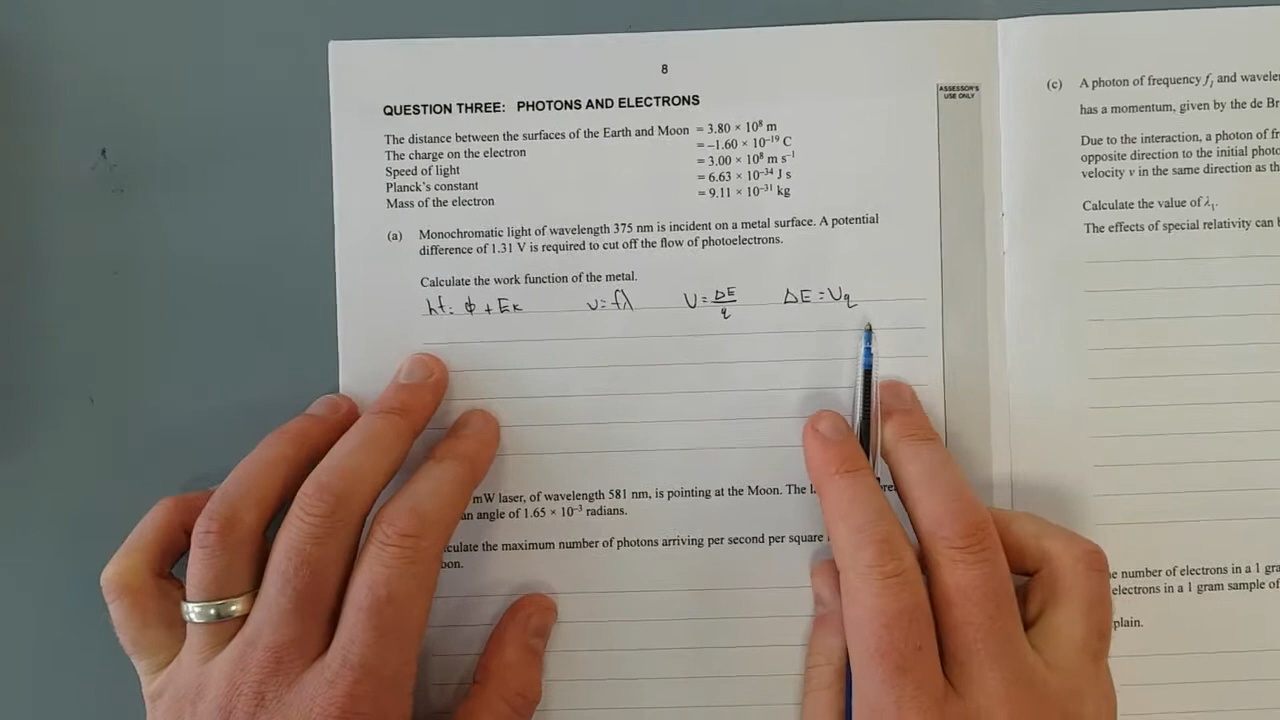 8
QUESTION THREE: PHOTONS AND ELECTRONS
ASSESSOR'S
USE ONLY
The distance between the surfaces of the Earth and Moon = 3.80 × 10⁸ m
The charge on the electron = –1.60 × 10⁻¹⁹ C
Speed of light = 3.00 × 10⁸ m s⁻¹
Planck's constant = 6.63 × 10⁻³⁴ J s
Mass of the electron = 9.11 × 10⁻³¹ kg
(a) Monochromatic light of wavelength 375 nm is incident on a metal surface. A potential
difference of 1.31 V is required to cut off the flow of photoelectrons.
Calculate the work function of the metal.
hf = ϕ + Ek v = fλ V = ΔE/q ΔE = Vq
mW laser, of wavelength 581 nm, is pointing at the Moon. The
an angle of 1.65 × 10⁻³ radians.
culate the maximum number of photons arriving per second per square
oon.
(c) A photon of frequency f₁ and wavele
has a momentum, given by the de Br
Due to the interaction, a photon of fr
opposite direction to the initial photo
velocity v in the same direction as th
Calculate the value of λ₁.
The effects of special relativity can b
e number of electrons in a 1 gra
electrons in a 1 gram sample of
plain.